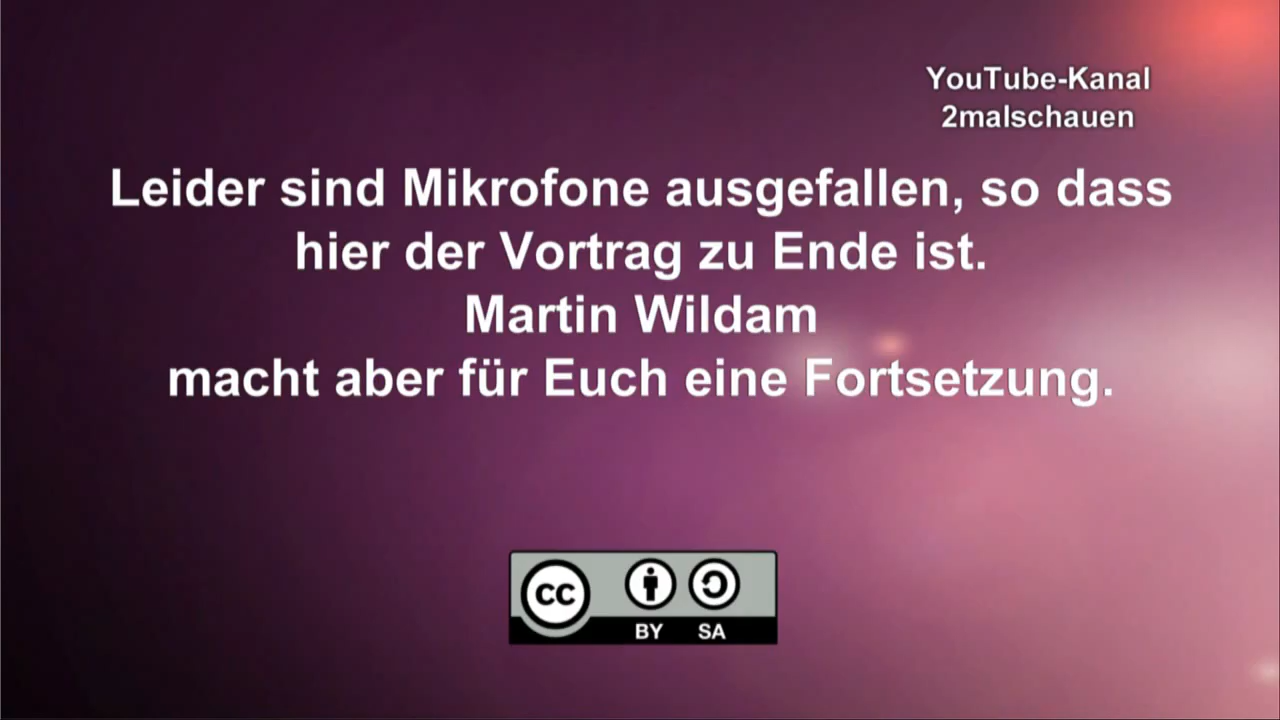 YouTube-Kanal
2malschauen
Leider sind Mikrofone ausgefallen, so dass
hier der Vortrag zu Ende ist.
Martin Wildam
macht aber für Euch eine Fortsetzung.
cc
BY SA